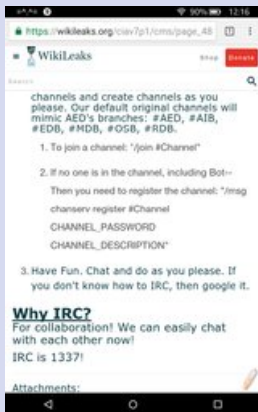 90% 12:16
https://wikileaks.org/ciav7p1/cms/page_48
WikiLeaks
Shop
Donate
Search
channels and create channels as you
please. Our default original channels will
mimic AED's branches: #AED, #AIB,
#EDB, #MDB, #OSB, #RDB.
1. To join a channel: "/join #Channel"
2. If no one is in the channel, including Bot--
Then you need to register the channel: "/msg
chanserv register #Channel
CHANNEL_PASSWORD
CHANNEL_DESCRIPTION"
3. Have Fun. Chat and do as you please. If
you don't know how to IRC, then google it.
Why IRC?
For collaboration! We can easily chat
with each other now!
IRC is 1337!
Attachments: